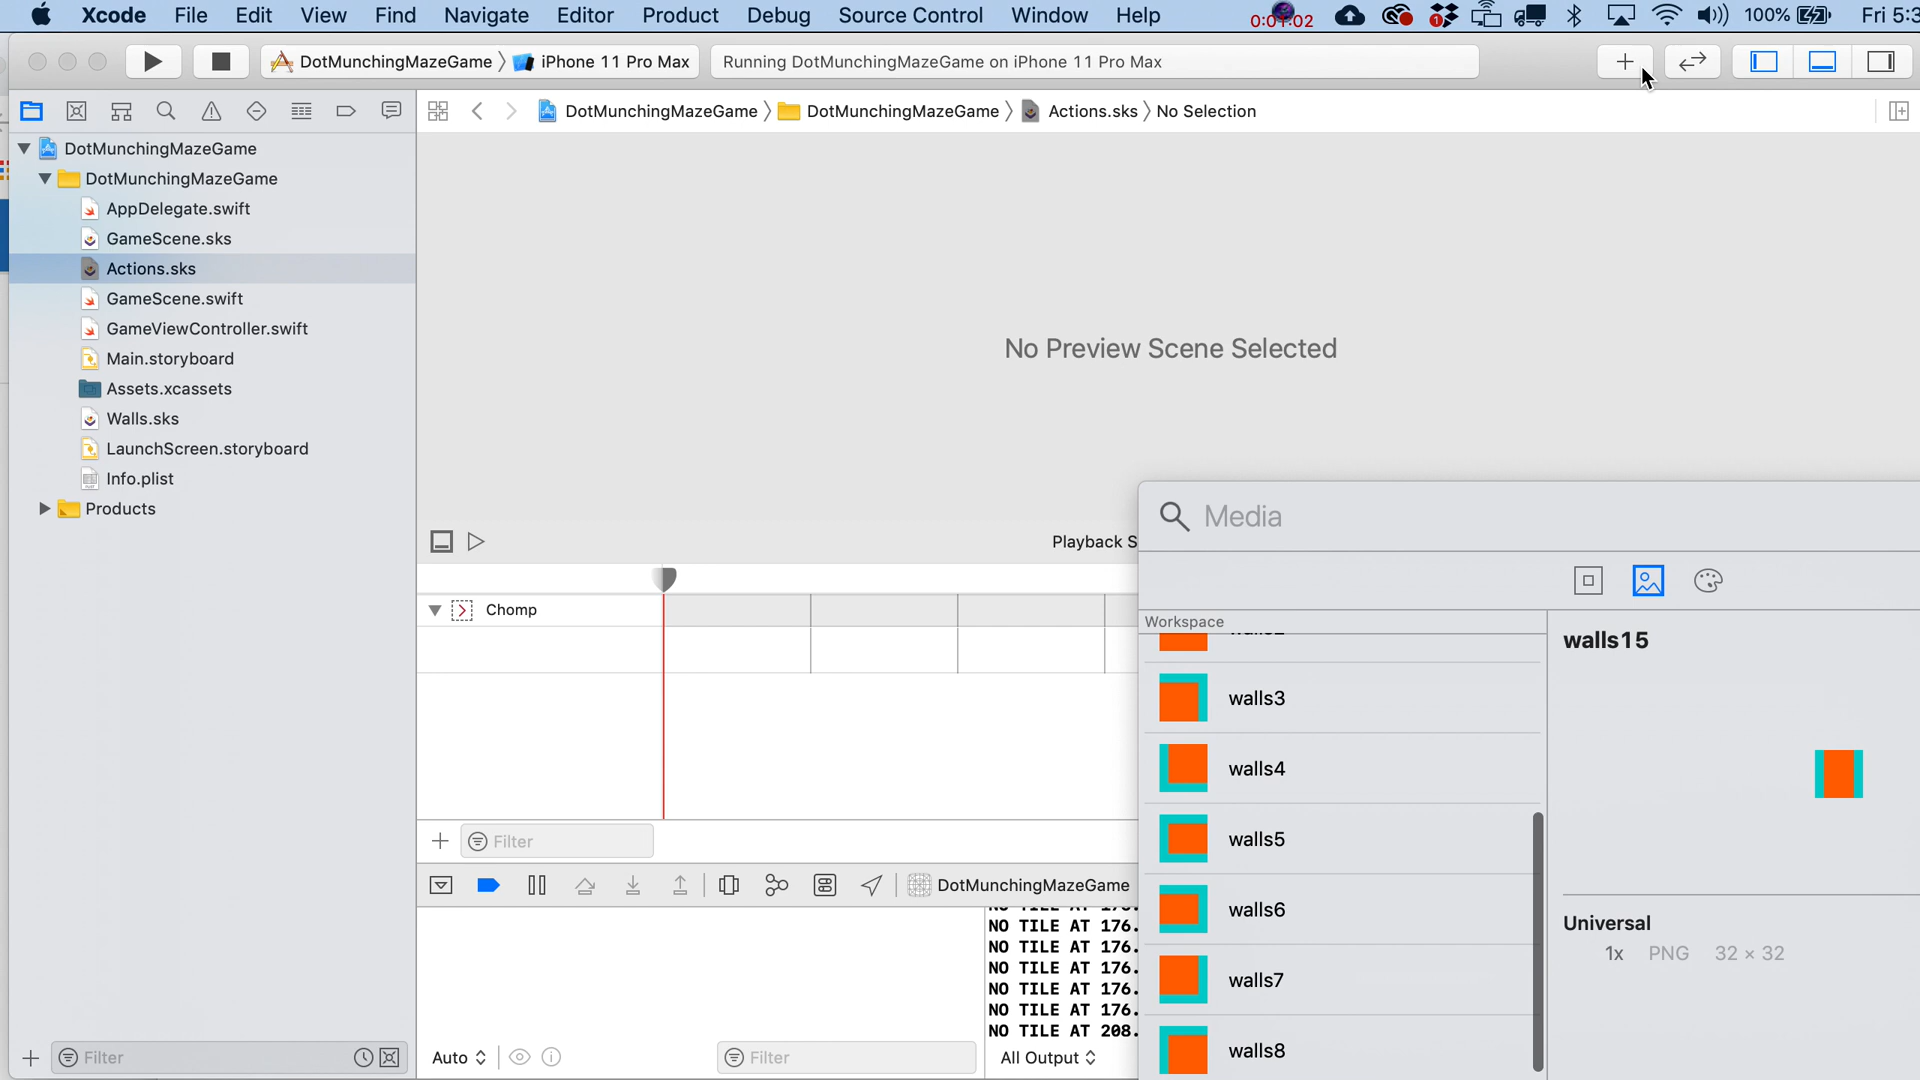 Xcode File Edit View Find Navigate Editor Product Debug Source Control Window Help 0:01:02 1 100% Fri 5:3
DotMunchingMazeGame iPhone 11 Pro Max Running DotMunchingMazeGame on iPhone 11 Pro Max
DotMunchingMazeGame DotMunchingMazeGame Actions.sks No Selection
DotMunchingMazeGame
DotMunchingMazeGame
AppDelegate.swift
GameScene.sks
Actions.sks
GameScene.swift
GameViewController.swift
Main.storyboard
Assets.xcassets
Walls.sks
LaunchScreen.storyboard
Info.plist
Products
Filter
No Preview Scene Selected
Playback S
Chomp
Filter
DotMunchingMazeGame
NO TILE AT 176.
NO TILE AT 176.
NO TILE AT 176.
NO TILE AT 176.
NO TILE AT 176.
NO TILE AT 208.
Auto Filter All Output
Media
Workspace
walls3
walls4
walls5
walls6
walls7
walls8
walls15
Universal
1x PNG 32 × 32